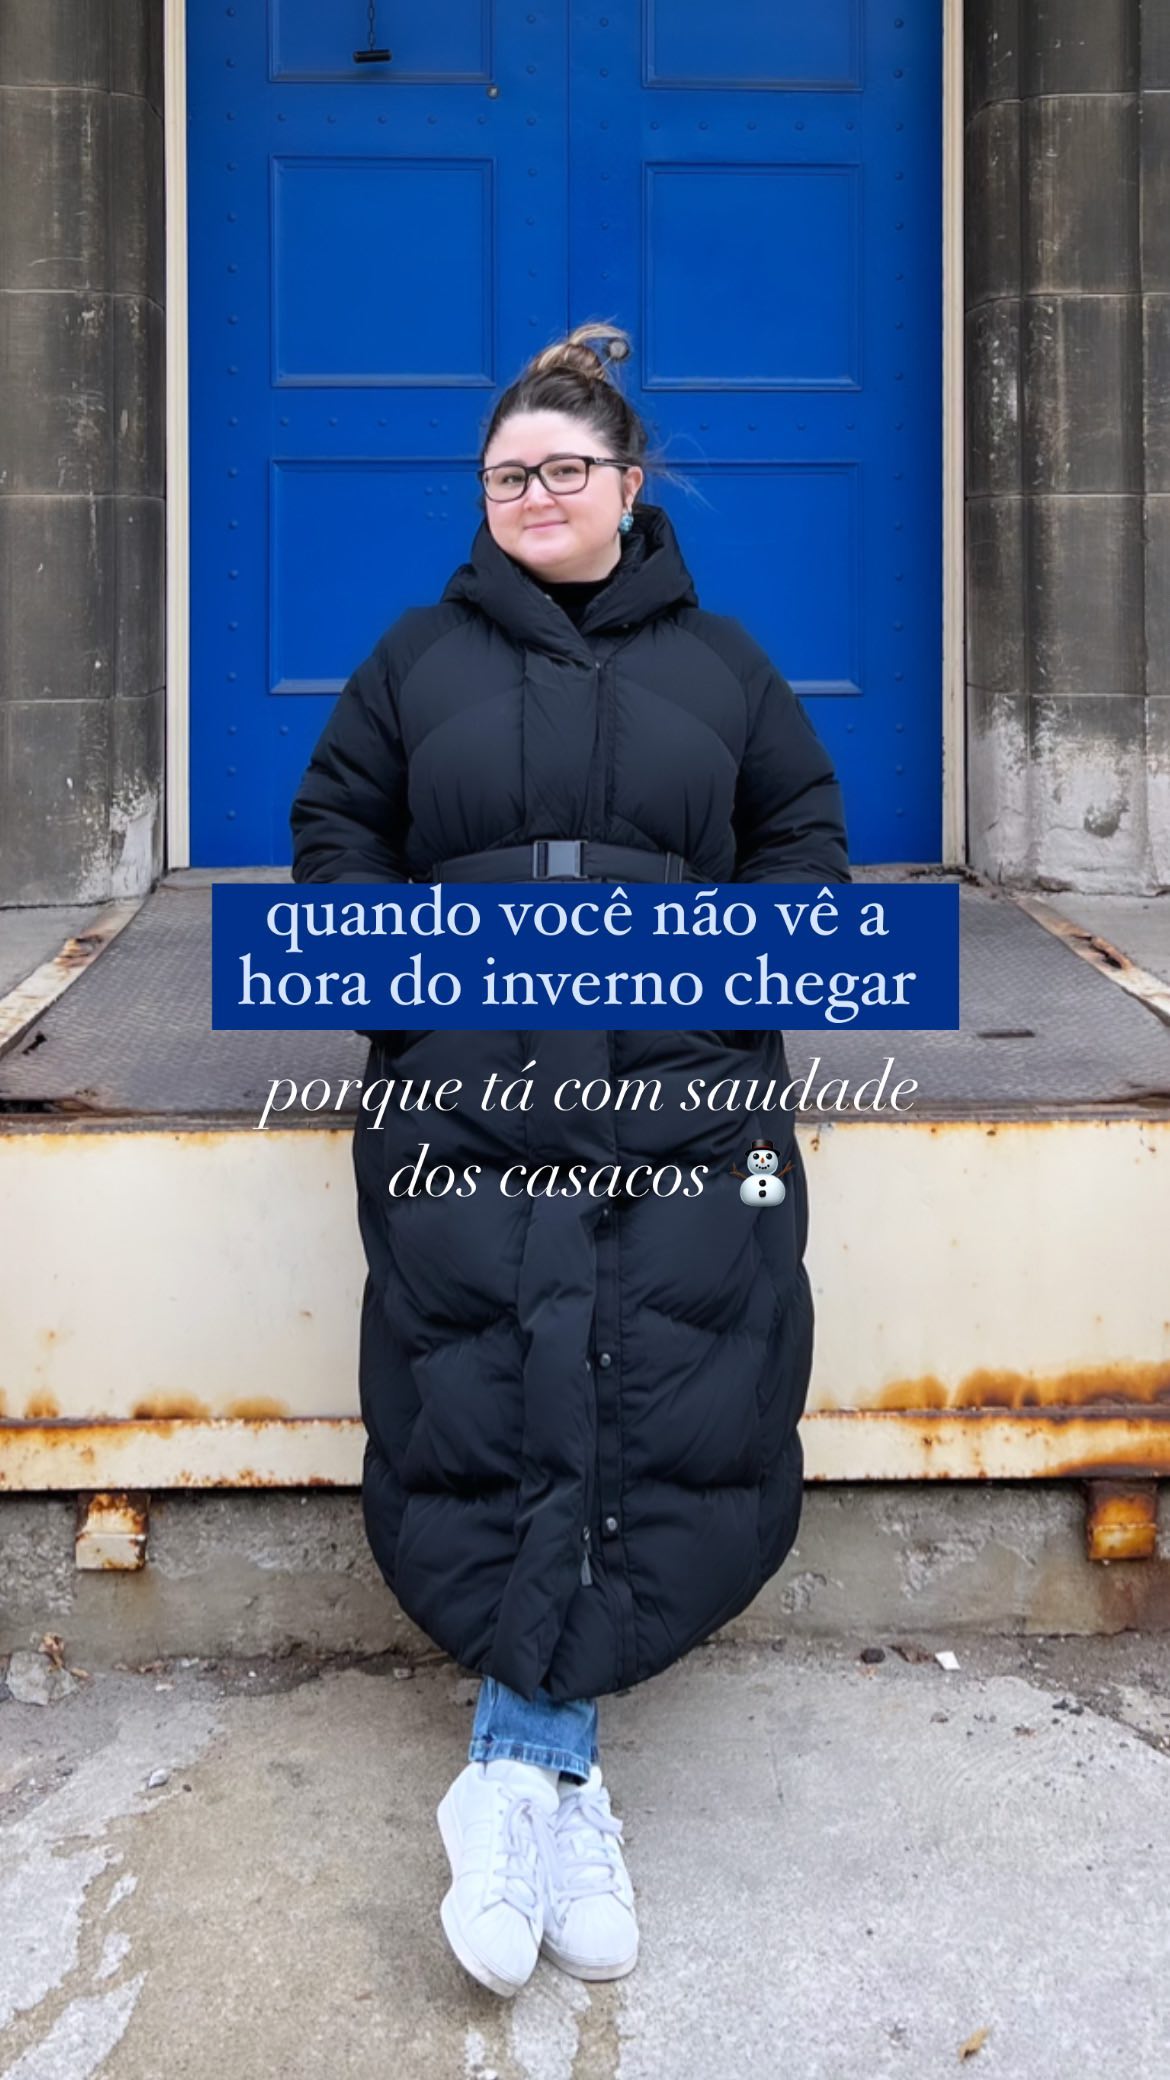 quando você não vê a
hora do inverno chegar
porque tá com saudade
dos casacos ⛄